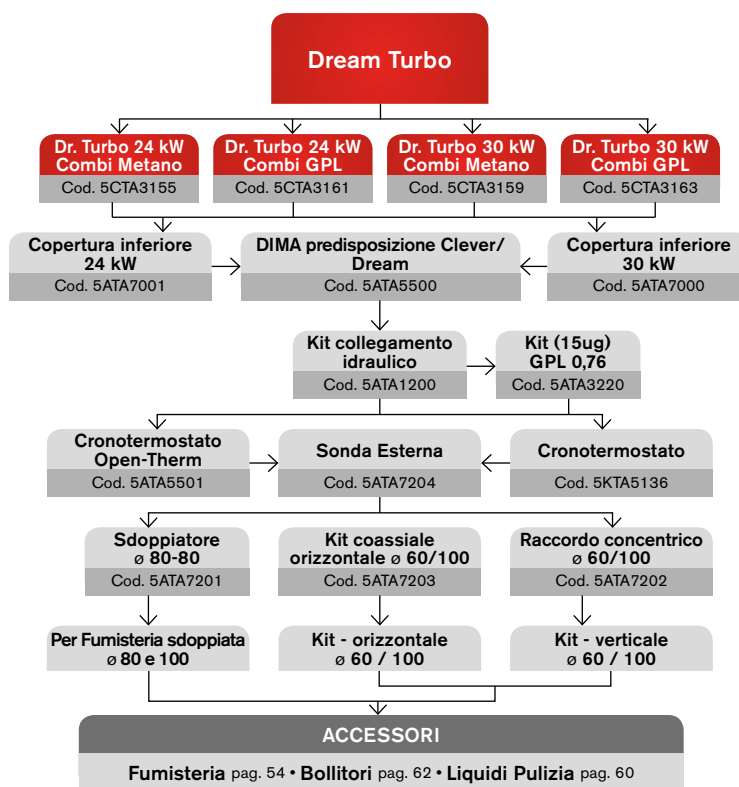 Dream Turbo
Dr. Turbo 24 kW
Combi Metano
Cod. 5CTA3155
Dr. Turbo 24 kW
Combi GPL
Cod. 5CTA3161
Dr. Turbo 30 kW
Combi Metano
Cod. 5CTA3159
Dr. Turbo 30 kW
Combi GPL
Cod. 5CTA3163
Copertura inferiore
24 kW
Cod. 5ATA7001
DIMA predisposizione Clever/
Dream
Cod. 5ATA5500
Copertura inferiore
30 kW
Cod. 5ATA7000
Kit collegamento
idraulico
Cod. 5ATA1200
Kit (15ug)
GPL 0,76
Cod. 5ATA3220
Cronotermostato
Open-Therm
Cod. 5ATA5501
Sonda Esterna
Cod. 5ATA7204
Cronotermostato
Cod. 5KTA5136
Sdoppiatore
ø 80-80
Cod. 5ATA7201
Kit coassiale
orizzontale ø 60/100
Cod. 5ATA7203
Raccordo concentrico
ø 60/100
Cod. 5ATA7202
Per Fumisteria sdoppiata
ø 80 e 100
Kit - orizzontale
ø 60 / 100
Kit - verticale
ø 60 / 100
ACCESSORI
Fumisteria pag. 54 • Bollitori pag. 62 • Liquidi Pulizia pag. 60